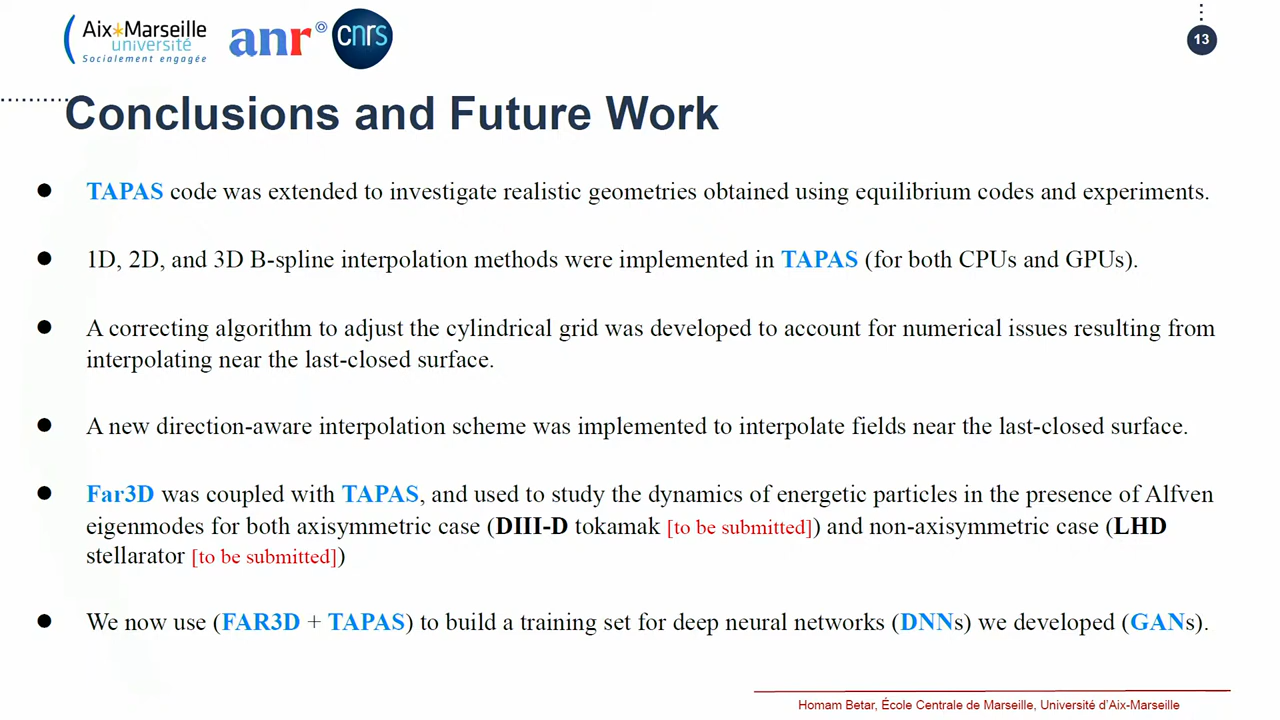 Aix*Marseille
université
Socialement engagée
anr
cnrs
13
Conclusions and Future Work
● TAPAS code was extended to investigate realistic geometries obtained using equilibrium codes and experiments.
● 1D, 2D, and 3D B-spline interpolation methods were implemented in TAPAS (for both CPUs and GPUs).
● A correcting algorithm to adjust the cylindrical grid was developed to account for numerical issues resulting from
interpolating near the last-closed surface.
● A new direction-aware interpolation scheme was implemented to interpolate fields near the last-closed surface.
● Far3D was coupled with TAPAS, and used to study the dynamics of energetic particles in the presence of Alfven
eigenmodes for both axisymmetric case (DIII-D tokamak [to be submitted]) and non-axisymmetric case (LHD
stellarator [to be submitted])
● We now use (FAR3D + TAPAS) to build a training set for deep neural networks (DNNs) we developed (GANs).
Homam Betar, École Centrale de Marseille, Université d'Aix-Marseille